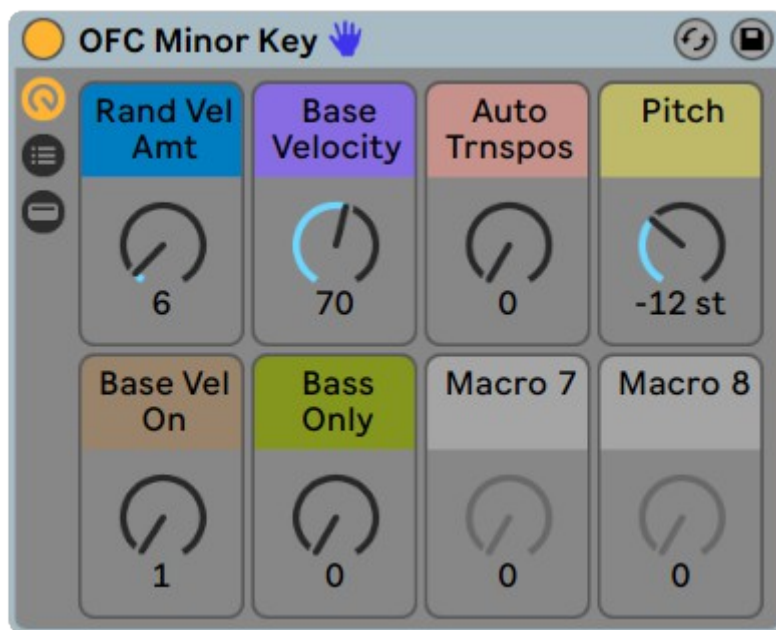 OFC Minor Key
Rand Vel
Amt
6
Base
Velocity
70
Auto
Trnspos
0
Pitch
-12 st
Base Vel
On
1
Bass
Only
0
Macro 7
0
Macro 8
0